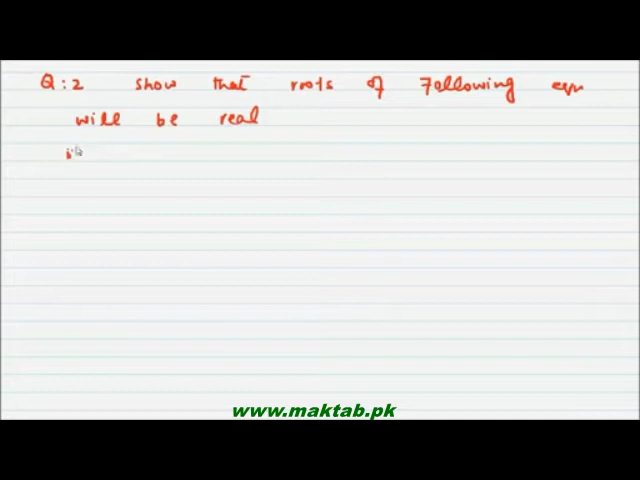 Q:2 show that roots of Following eqn
will be real
www.maktab.pk